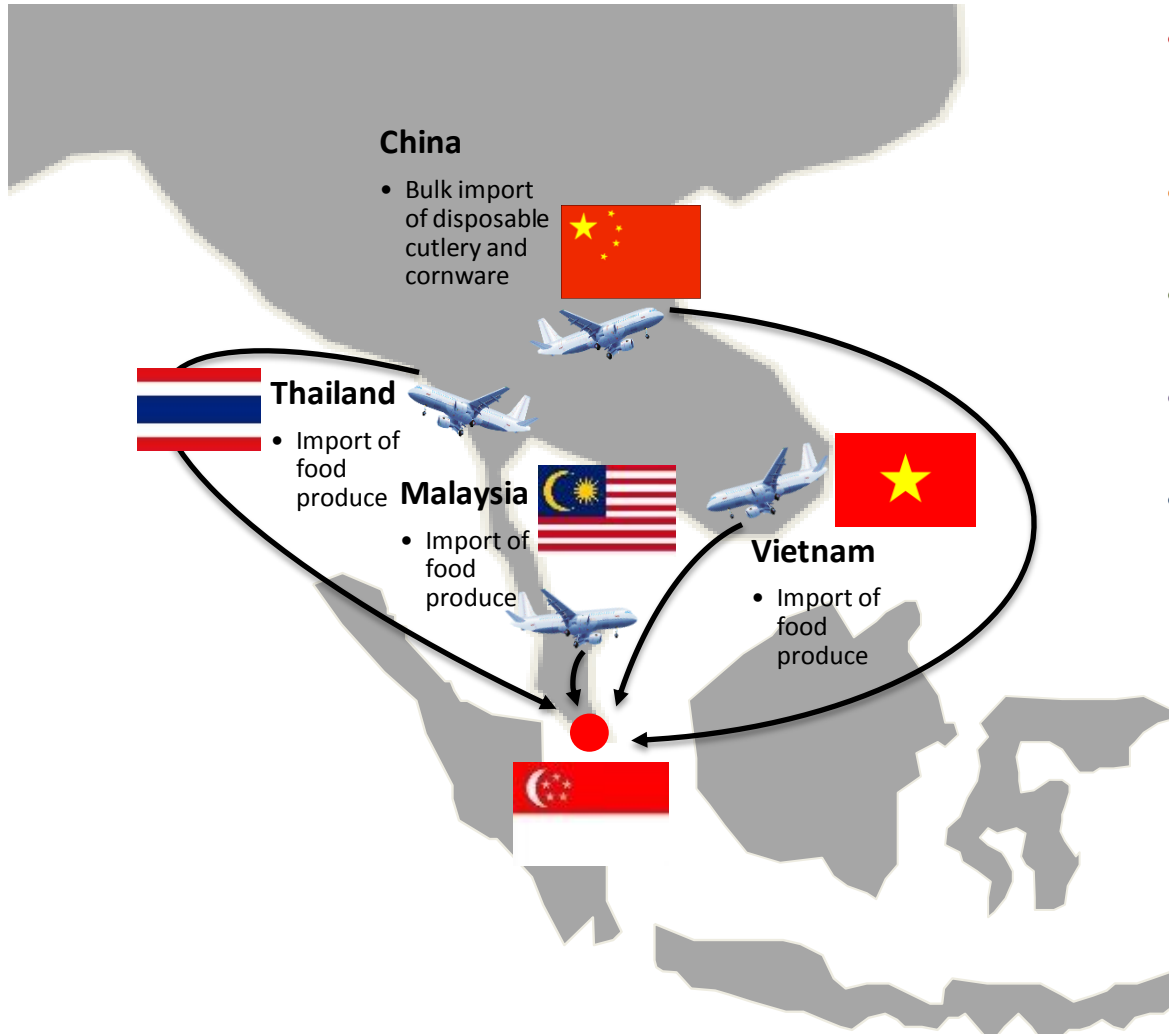 China
• Bulk import
of disposable
cutlery and
cornware
Thailand
• Import of
food
produce
Malaysia
• Import of
food
produce
Vietnam
• Import of
food
produce